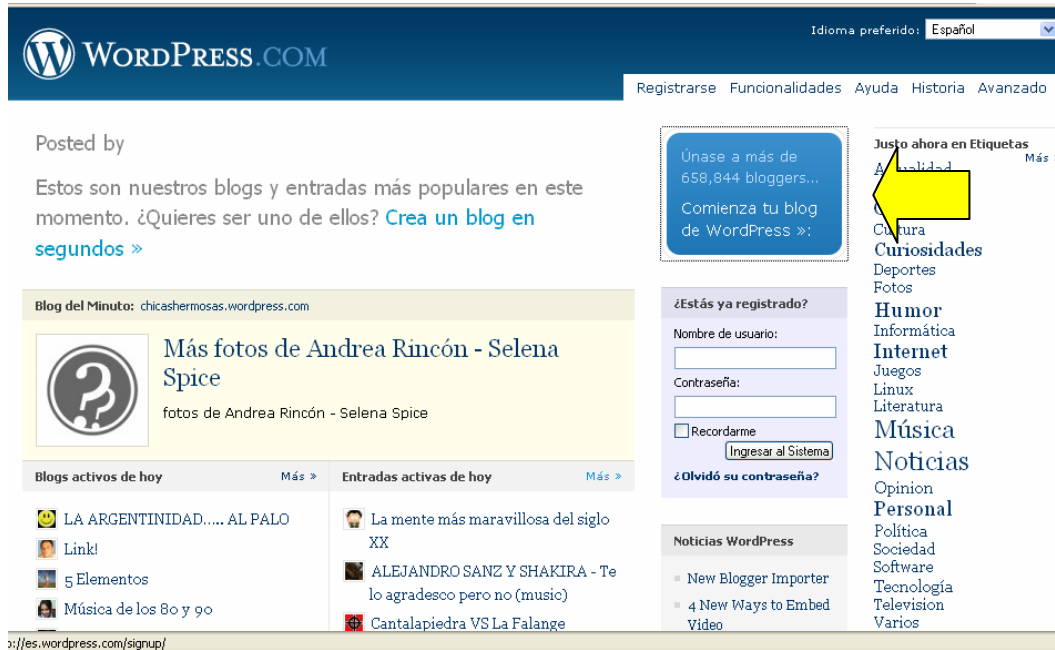 WORDPRESS.COM
Idioma preferido: Español
Registrarse Funcionalidades Ayuda Historia Avanzado
Posted by
Estos son nuestros blogs y entradas más populares en este
momento. ¿Quieres ser uno de ellos? Crea un blog en
segundos »
Únase a más de
658,844 bloggers...
Comienza tu blog
de WordPress »:
Blog del Minuto: chicashermosas.wordpress.com
Más fotos de Andrea Rincón - Selena
Spice
fotos de Andrea Rincón - Selena Spice
Blogs activos de hoy Más »
LA ARGENTINIDAD..... AL PALO
Link!
5 Elementos
Música de los 80 y 90
Entradas activas de hoy Más »
La mente más maravillosa del siglo
XX
ALEJANDRO SANZ Y SHAKIRA - Te
lo agradesco pero no (music)
Cantalapiedra VS La Falange
¿Estás ya registrado?
Nombre de usuario:
Contraseña:
Recordarme
Ingresar al Sistema
¿Olvidó su contraseña?
Noticias WordPress
New Blogger Importer
4 New Ways to Embed
Video
Justo ahora en Etiquetas
Más
Actualidad
Cultura
Curiosidades
Deportes
Fotos
Humor
Informática
Internet
Juegos
Linux
Literatura
Música
Noticias
Opinion
Personal
Política
Sociedad
Software
Tecnología
Television
Varios
://es.wordpress.com/signup/